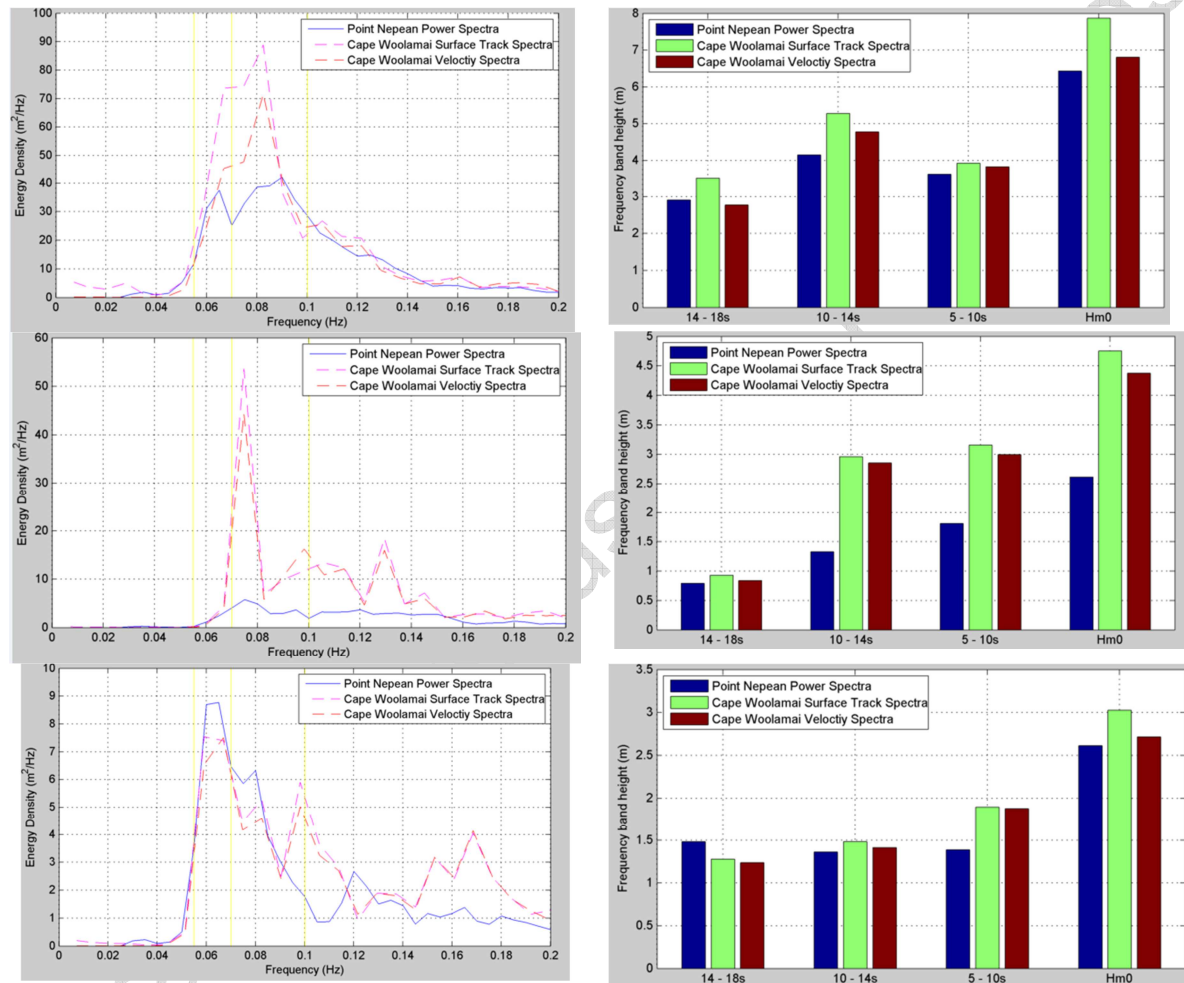 100
90
80
70
60
50
40
30
20
10
0
Energy Density (m²/Hz)
Point Nepean Power Spectra
Cape Woolamai Surface Track Spectra
Cape Woolamai Veloctiy Spectra
0 0.02 0.04 0.06 0.08 0.1 0.12 0.14 0.16 0.18 0.2
Frequency (Hz)
8
7
6
5
4
3
2
1
0
Frequency band height (m)
Point Nepean Power Spectra
Cape Woolamai Surface Track Spectra
Cape Woolamai Velocity Spectra
14 - 18s 10 - 14s 5 - 10s Hm0
60
50
40
30
20
10
0
Energy Density (m²/Hz)
Point Nepean Power Spectra
Cape Woolamai Surface Track Spectra
Cape Woolamai Veloctiy Spectra
0 0.02 0.04 0.06 0.08 0.1 0.12 0.14 0.16 0.18 0.2
Frequency (Hz)
5
4.5
4
3.5
3
2.5
2
1.5
1
0.5
0
Frequency band height (m)
Point Nepean Power Spectra
Cape Woolamai Surface Track Spectra
Cape Woolamai Velocity Spectra
14 - 18s 10 - 14s 5 - 10s Hm0
10
9
8
7
6
5
4
3
2
1
0
Energy Density (m²/Hz)
Point Nepean Power Spectra
Cape Woolamai Surface Track Spectra
Cape Woolamai Veloctiy Spectra
0 0.02 0.04 0.06 0.08 0.1 0.12 0.14 0.16 0.18 0.2
Frequency (Hz)
3.5
3
2.5
2
1.5
1
0.5
0
Frequency band height (m)
Point Nepean Power Spectra
Cape Woolamai Surface Track Spectra
Cape Woolamai Velocity Spectra
14 - 18s 10 - 14s 5 - 10s Hm0